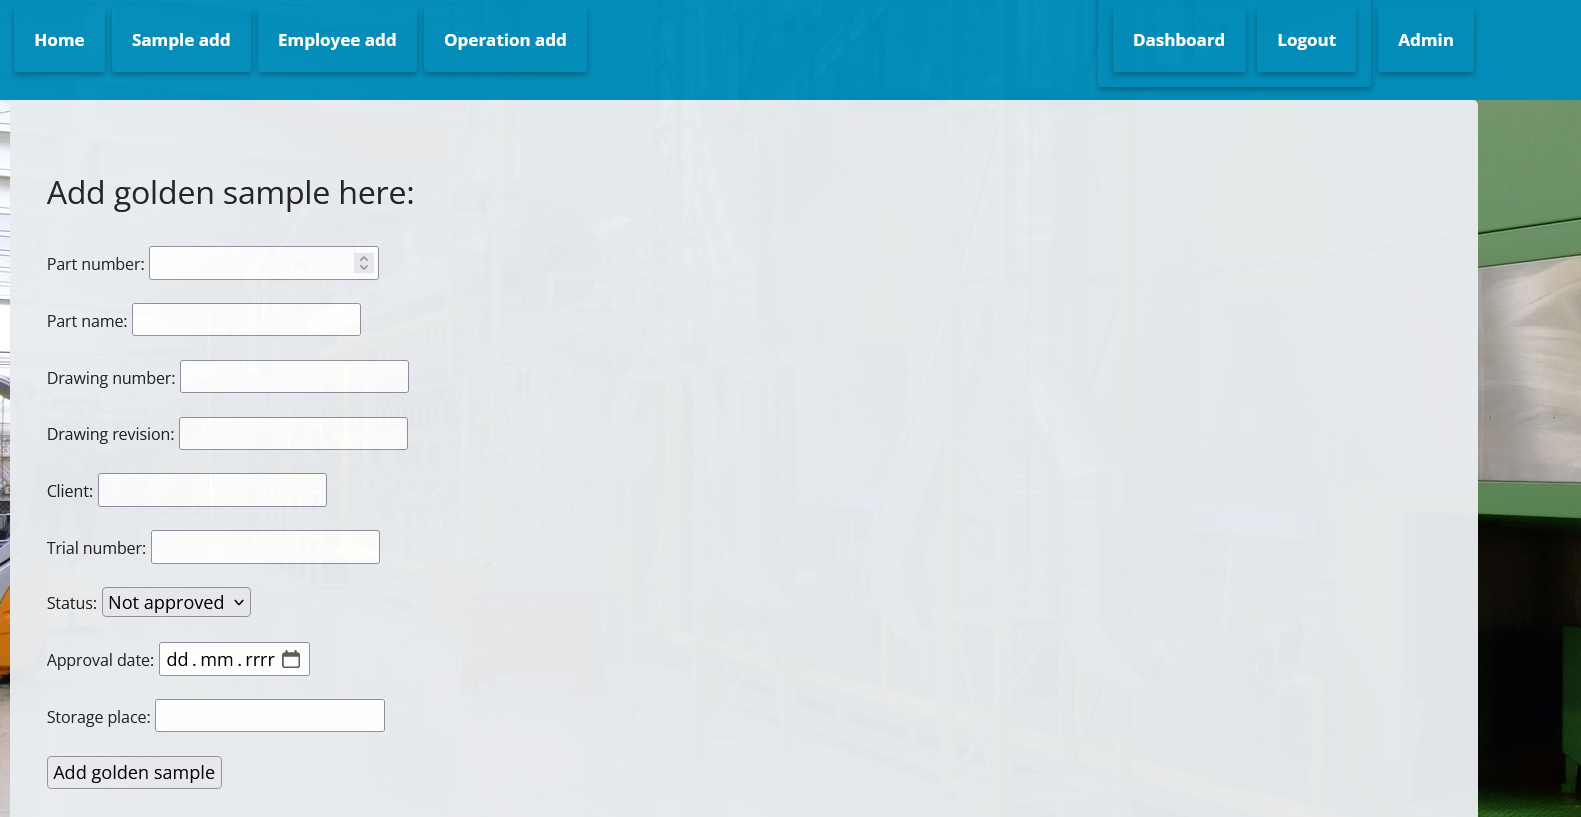 Home Sample add Employee add Operation add Dashboard Logout Admin
Add golden sample here:
Part number:
Part name:
Drawing number:
Drawing revision:
Client:
Trial number:
Status: Not approved
Approval date: dd.mm.rrrr
Storage place:
Add golden sample